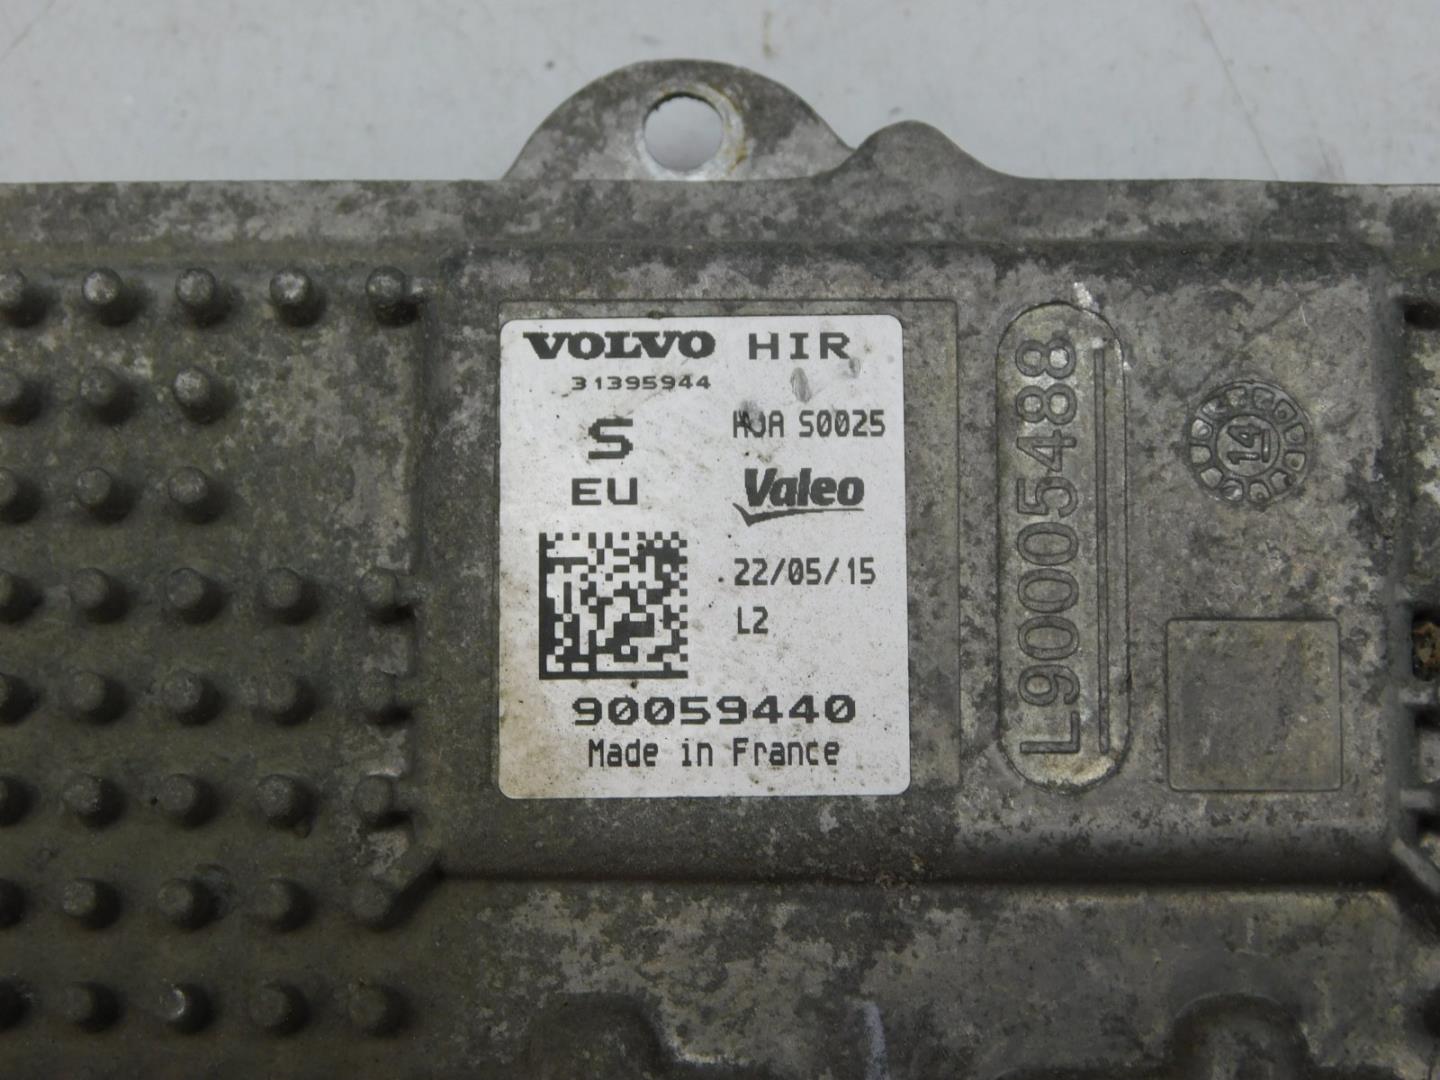 VOLVO HIR
31395944
S
HJA S0025
EU
Valeo
22/05/15
L2
90059440
Made in France
L90005488
14